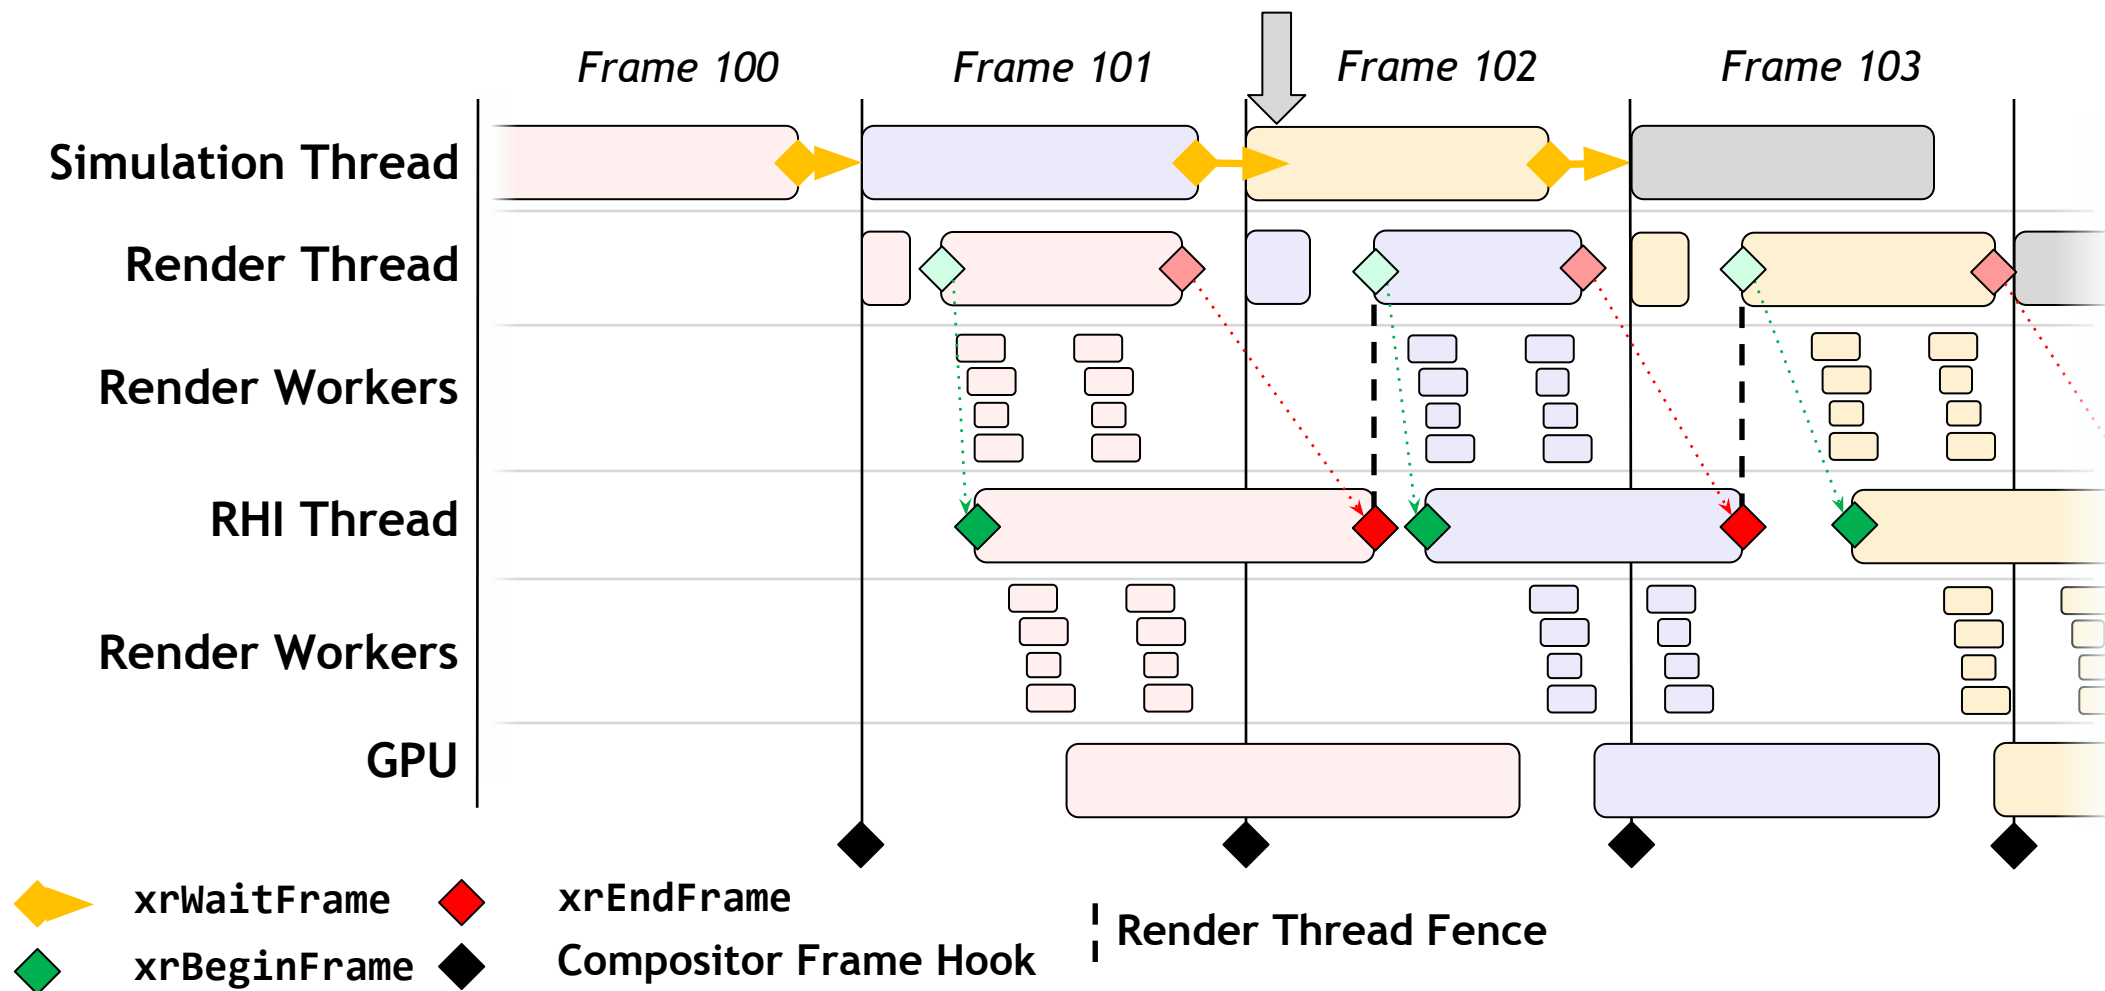 Frame 100
Frame 101
Frame 102
Frame 103
Simulation Thread
Render Thread
Render Workers
RHI Thread
Render Workers
GPU
xrWaitFrame
xrEndFrame
Render Thread Fence
xrBeginFrame
Compositor Frame Hook